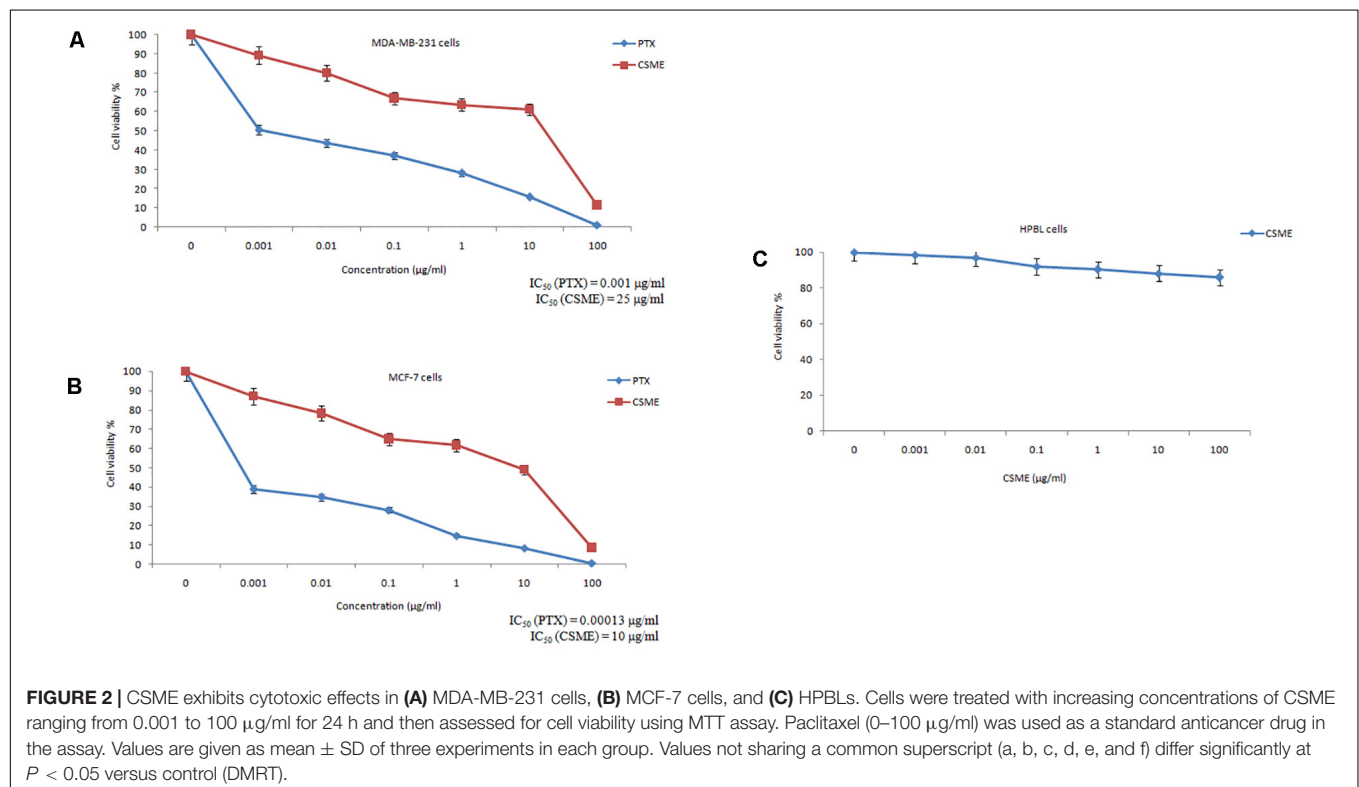 A
MDA-MB-231 cells
PTX
CSME
Cell viability %
100
90
80
70
60
50
40
30
20
10
0
0 0.001 0.01 0.1 1 10 100
Concentration (µg/ml)
IC50 (PTX) = 0.001 µg/ml
IC50 (CSME) = 25 µg/ml
B
MCF-7 cells
PTX
CSME
Cell viability %
100
90
80
70
60
50
40
30
20
10
0
0 0.001 0.01 0.1 1 10 100
Concentration (µg/ml)
IC50 (PTX) = 0.00013 µg/ml
IC50 (CSME) = 10 µg/ml
C
HPBL cells
CSME
Cell viability %
100
80
60
40
20
0
0 0.001 0.01 0.1 1 10 100
CSME (µg/ml)
FIGURE 2 | CSME exhibits cytotoxic effects in (A) MDA-MB-231 cells, (B) MCF-7 cells, and (C) HPBLs. Cells were treated with increasing concentrations of CSME
ranging from 0.001 to 100 µg/ml for 24 h and then assessed for cell viability using MTT assay. Paclitaxel (0–100 µg/ml) was used as a standard anticancer drug in
the assay. Values are given as mean ± SD of three experiments in each group. Values not sharing a common superscript (a, b, c, d, e, and f) differ significantly at
P < 0.05 versus control (DMRT).